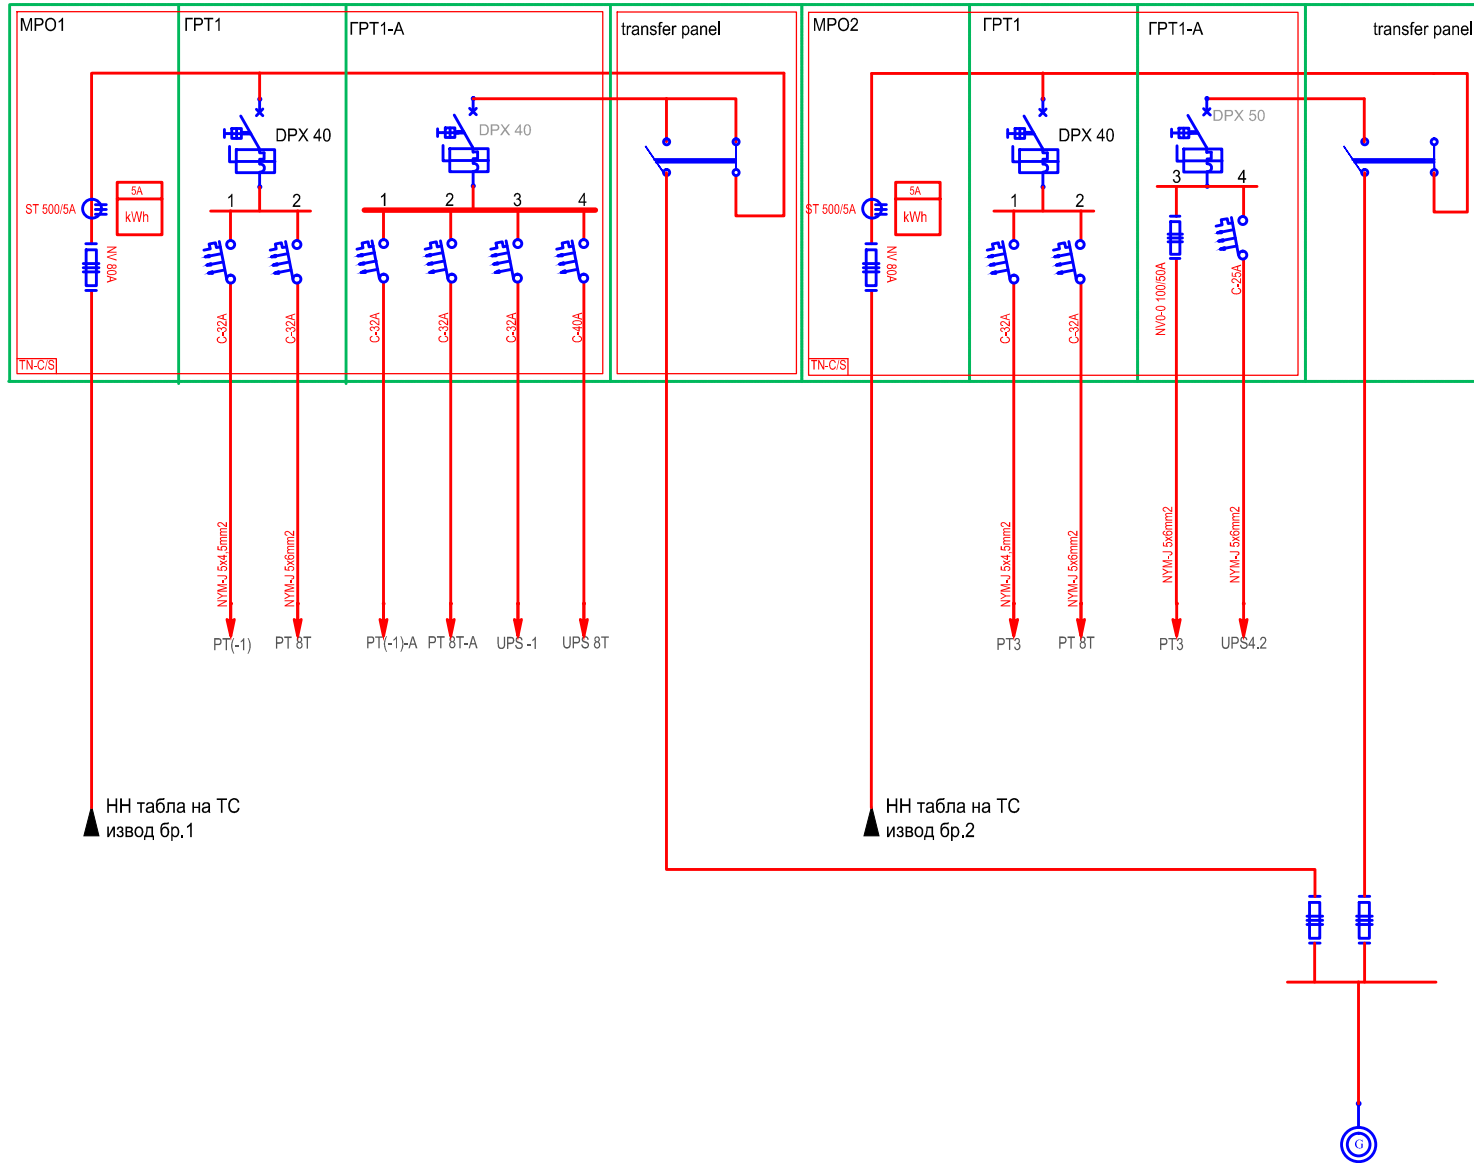 МРО1
ГРТ1
ГРТ1-А
transfer panel
МРО2
ГРТ1
ГРТ1-А
transfer panel
DPX 40
DPX 40
DPX 40
DPX 50
ST 500/5A
5A
kWh
NV 80A
1
2
1
2
3
4
ST 500/5A
5A
kWh
NV 80A
1
2
3
4
C-32A
C-32A
C-32A
C-32A
C-32A
C-40A
C-32A
C-32A
NV0-0 100/50A
C-25A
TN-C/S
TN-C/S
NYM-J 5x4,5mm2
NYM-J 5x6mm2
NYM-J 5x4,5mm2
NYM-J 5x6mm2
NYM-J 5x6mm2
NYM-J 5x6mm2
PT(-1)
PT 8T
PT(-1)-A
PT 8T-A
UPS -1
UPS 8T
PT3
PT 8T
PT3
UPS4.2
НН табла на ТС
извод бр.1
НН табла на ТС
извод бр.2
G